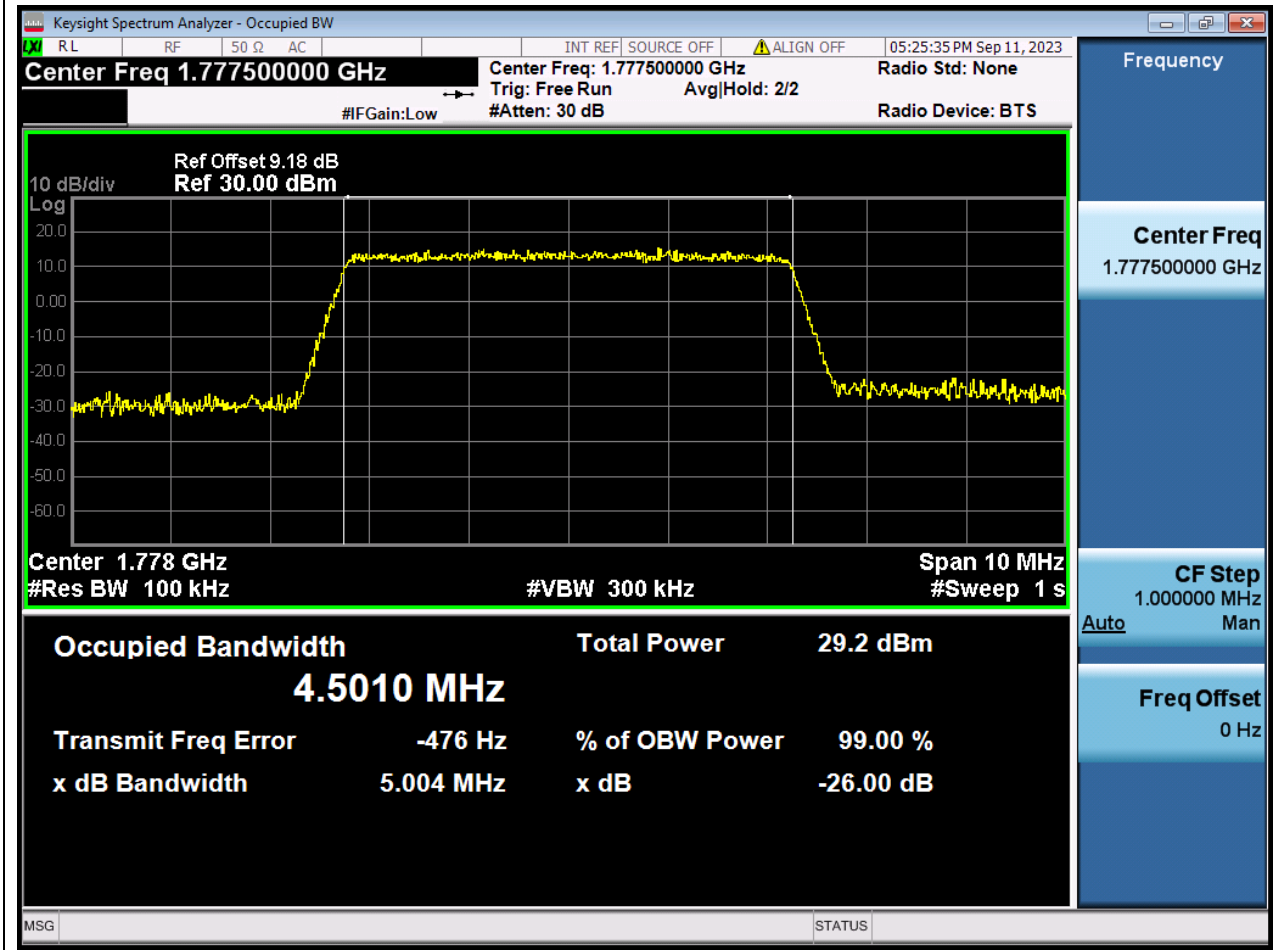 Keysight Spectrum Analyzer - Occupied BW
LXI RL RF 50 Ω AC INT REF SOURCE OFF ALIGN OFF 05:25:35 PM Sep 11, 2023
Center Freq 1.777500000 GHz
Center Freq: 1.777500000 GHz Radio Std: None
Trig: Free Run Avg|Hold: 2/2
#IFGain:Low #Atten: 30 dB Radio Device: BTS
Ref Offset 9.18 dB
10 dB/div Ref 30.00 dBm
Log
20.0
10.0
0.00
-10.0
-20.0
-30.0
-40.0
-50.0
-60.0
Center 1.778 GHz Span 10 MHz
#Res BW 100 kHz #VBW 300 kHz #Sweep 1 s
Occupied Bandwidth Total Power 29.2 dBm
4.5010 MHz
Transmit Freq Error -476 Hz % of OBW Power 99.00 %
x dB Bandwidth 5.004 MHz x dB -26.00 dB
Frequency
Center Freq
1.777500000 GHz
CF Step
1.000000 MHz
Auto Man
Freq Offset
0 Hz
MSG STATUS